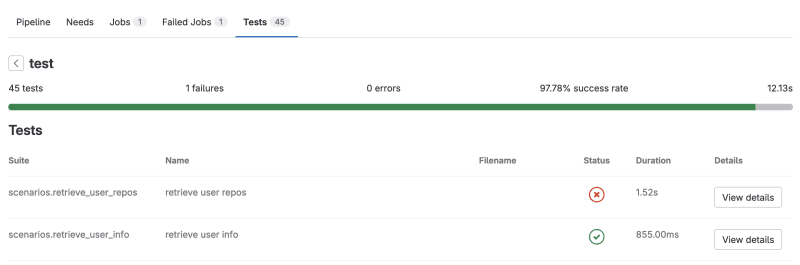 Pipeline Needs Jobs 1 Failed Jobs 1 Tests 45
test
45 tests 1 failures 0 errors 97.78% success rate 12.13s
Tests
Suite Name Filename Status Duration Details
scenarios.retrieve_user_repos retrieve user repos 1.52s View details
scenarios.retrieve_user_info retrieve user info 855.00ms View details